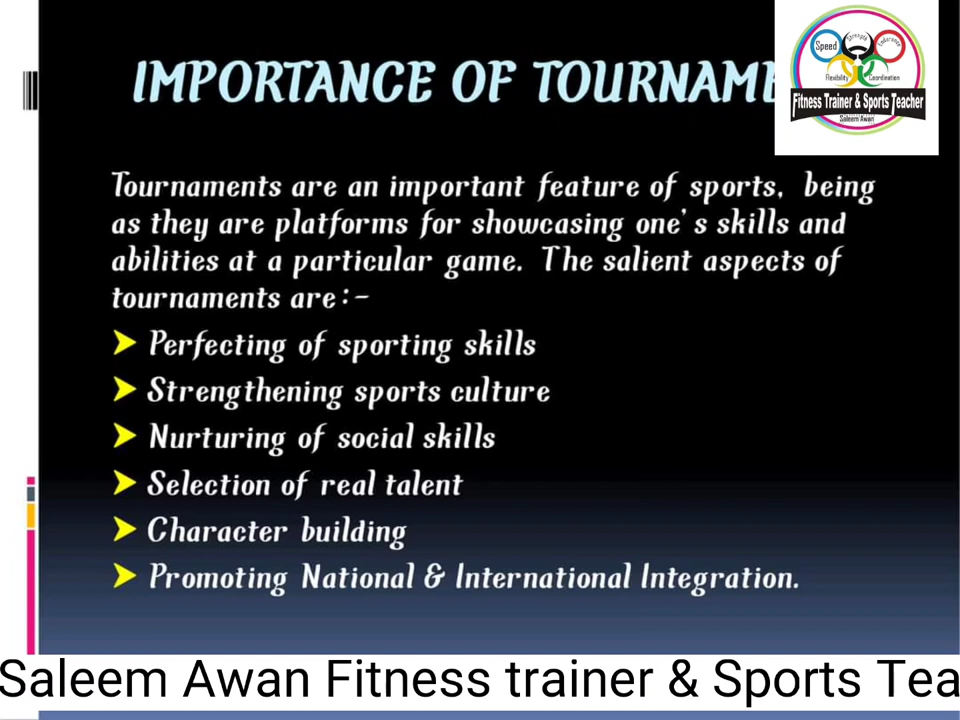 IMPORTANCE OF TOURNAME
Speed
Strength
Endurance
Flexibility
Coordination
Fitness Trainer & Sports Teacher
Saleem Awan
Tournaments are an important feature of sports, being
as they are platforms for showcasing one's skills and
abilities at a particular game. The salient aspects of
tournaments are:-
➤ Perfecting of sporting skills
➤ Strengthening sports culture
➤ Nurturing of social skills
➤ Selection of real talent
➤ Character building
➤ Promoting National & International Integration.
Saleem Awan Fitness trainer & Sports Tea